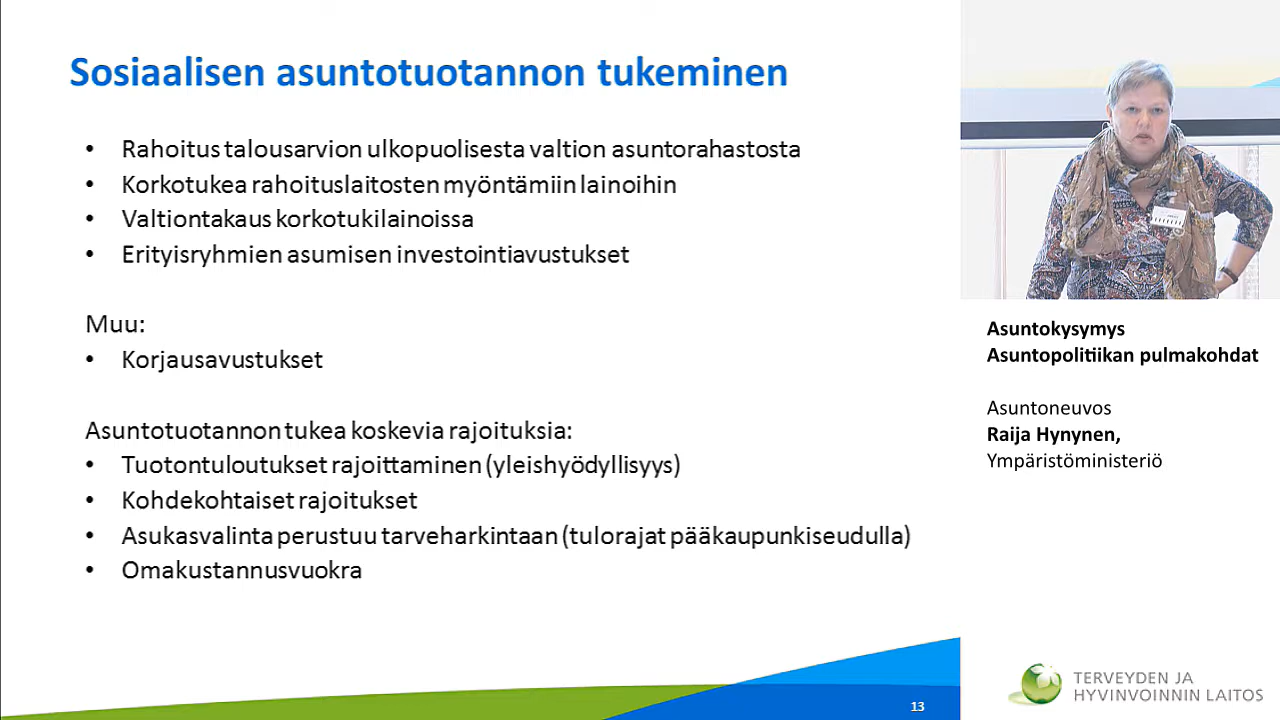 Sosiaalisen asuntotuotannon tukeminen
• Rahoitus talousarvion ulkopuolisesta valtion asuntorahastosta
• Korkotukea rahoituslaitosten myöntämiin lainoihin
• Valtiontakaus korkotukilainoissa
• Erityisryhmien asumisen investointiavustukset
Muu:
• Korjausavustukset
Asuntotuotannon tukea koskevia rajoituksia:
• Tuotontuloutukset rajoittaminen (yleishyödyllisyys)
• Kohdekohtaiset rajoitukset
• Asukasvalinta perustuu tarveharkintaan (tulorajat pääkaupunkiseudulla)
• Omakustannusvuokra
13
Asuntokysymys
Asuntopolitiikan pulmakohdat
Asuntoneuvos
Raija Hynynen,
Ympäristöministeriö
TERVEYDEN JA
HYVINVOINNIN LAITOS